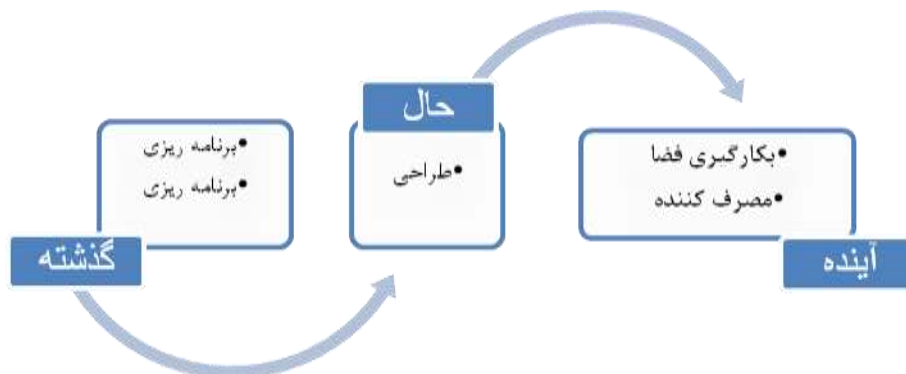 •برنامه ریزی
•برنامه ریزی
گذشته
حال
•طراحی
•بکارگیری فضا
•مصرف کننده
آینده